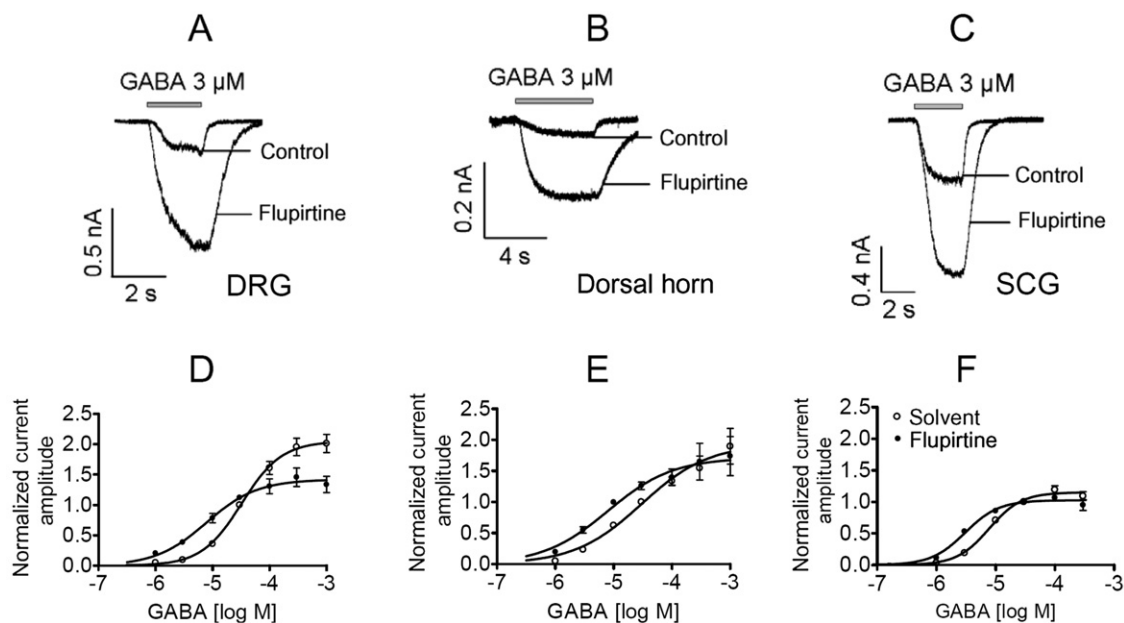 A
B
C
GABA 3 µM
GABA 3 µM
GABA 3 µM
Control
Flupirtine
0.5 nA
2 s
DRG
Control
Flupirtine
0.2 nA
4 s
Dorsal horn
Control
Flupirtine
0.4 nA
2 s
SCG
D
E
F
Normalized current
amplitude
2.5
2.0
1.5
1.0
0.5
0.0
-7
-6
-5
-4
-3
GABA [log M]
Normalized current
amplitude
2.5
2.0
1.5
1.0
0.5
0.0
-7
-6
-5
-4
-3
GABA [log M]
Normalized current
amplitude
2.5
2.0
1.5
1.0
0.5
0.0
Solvent
Flupirtine
-7
-6
-5
-4
-3
GABA [log M]